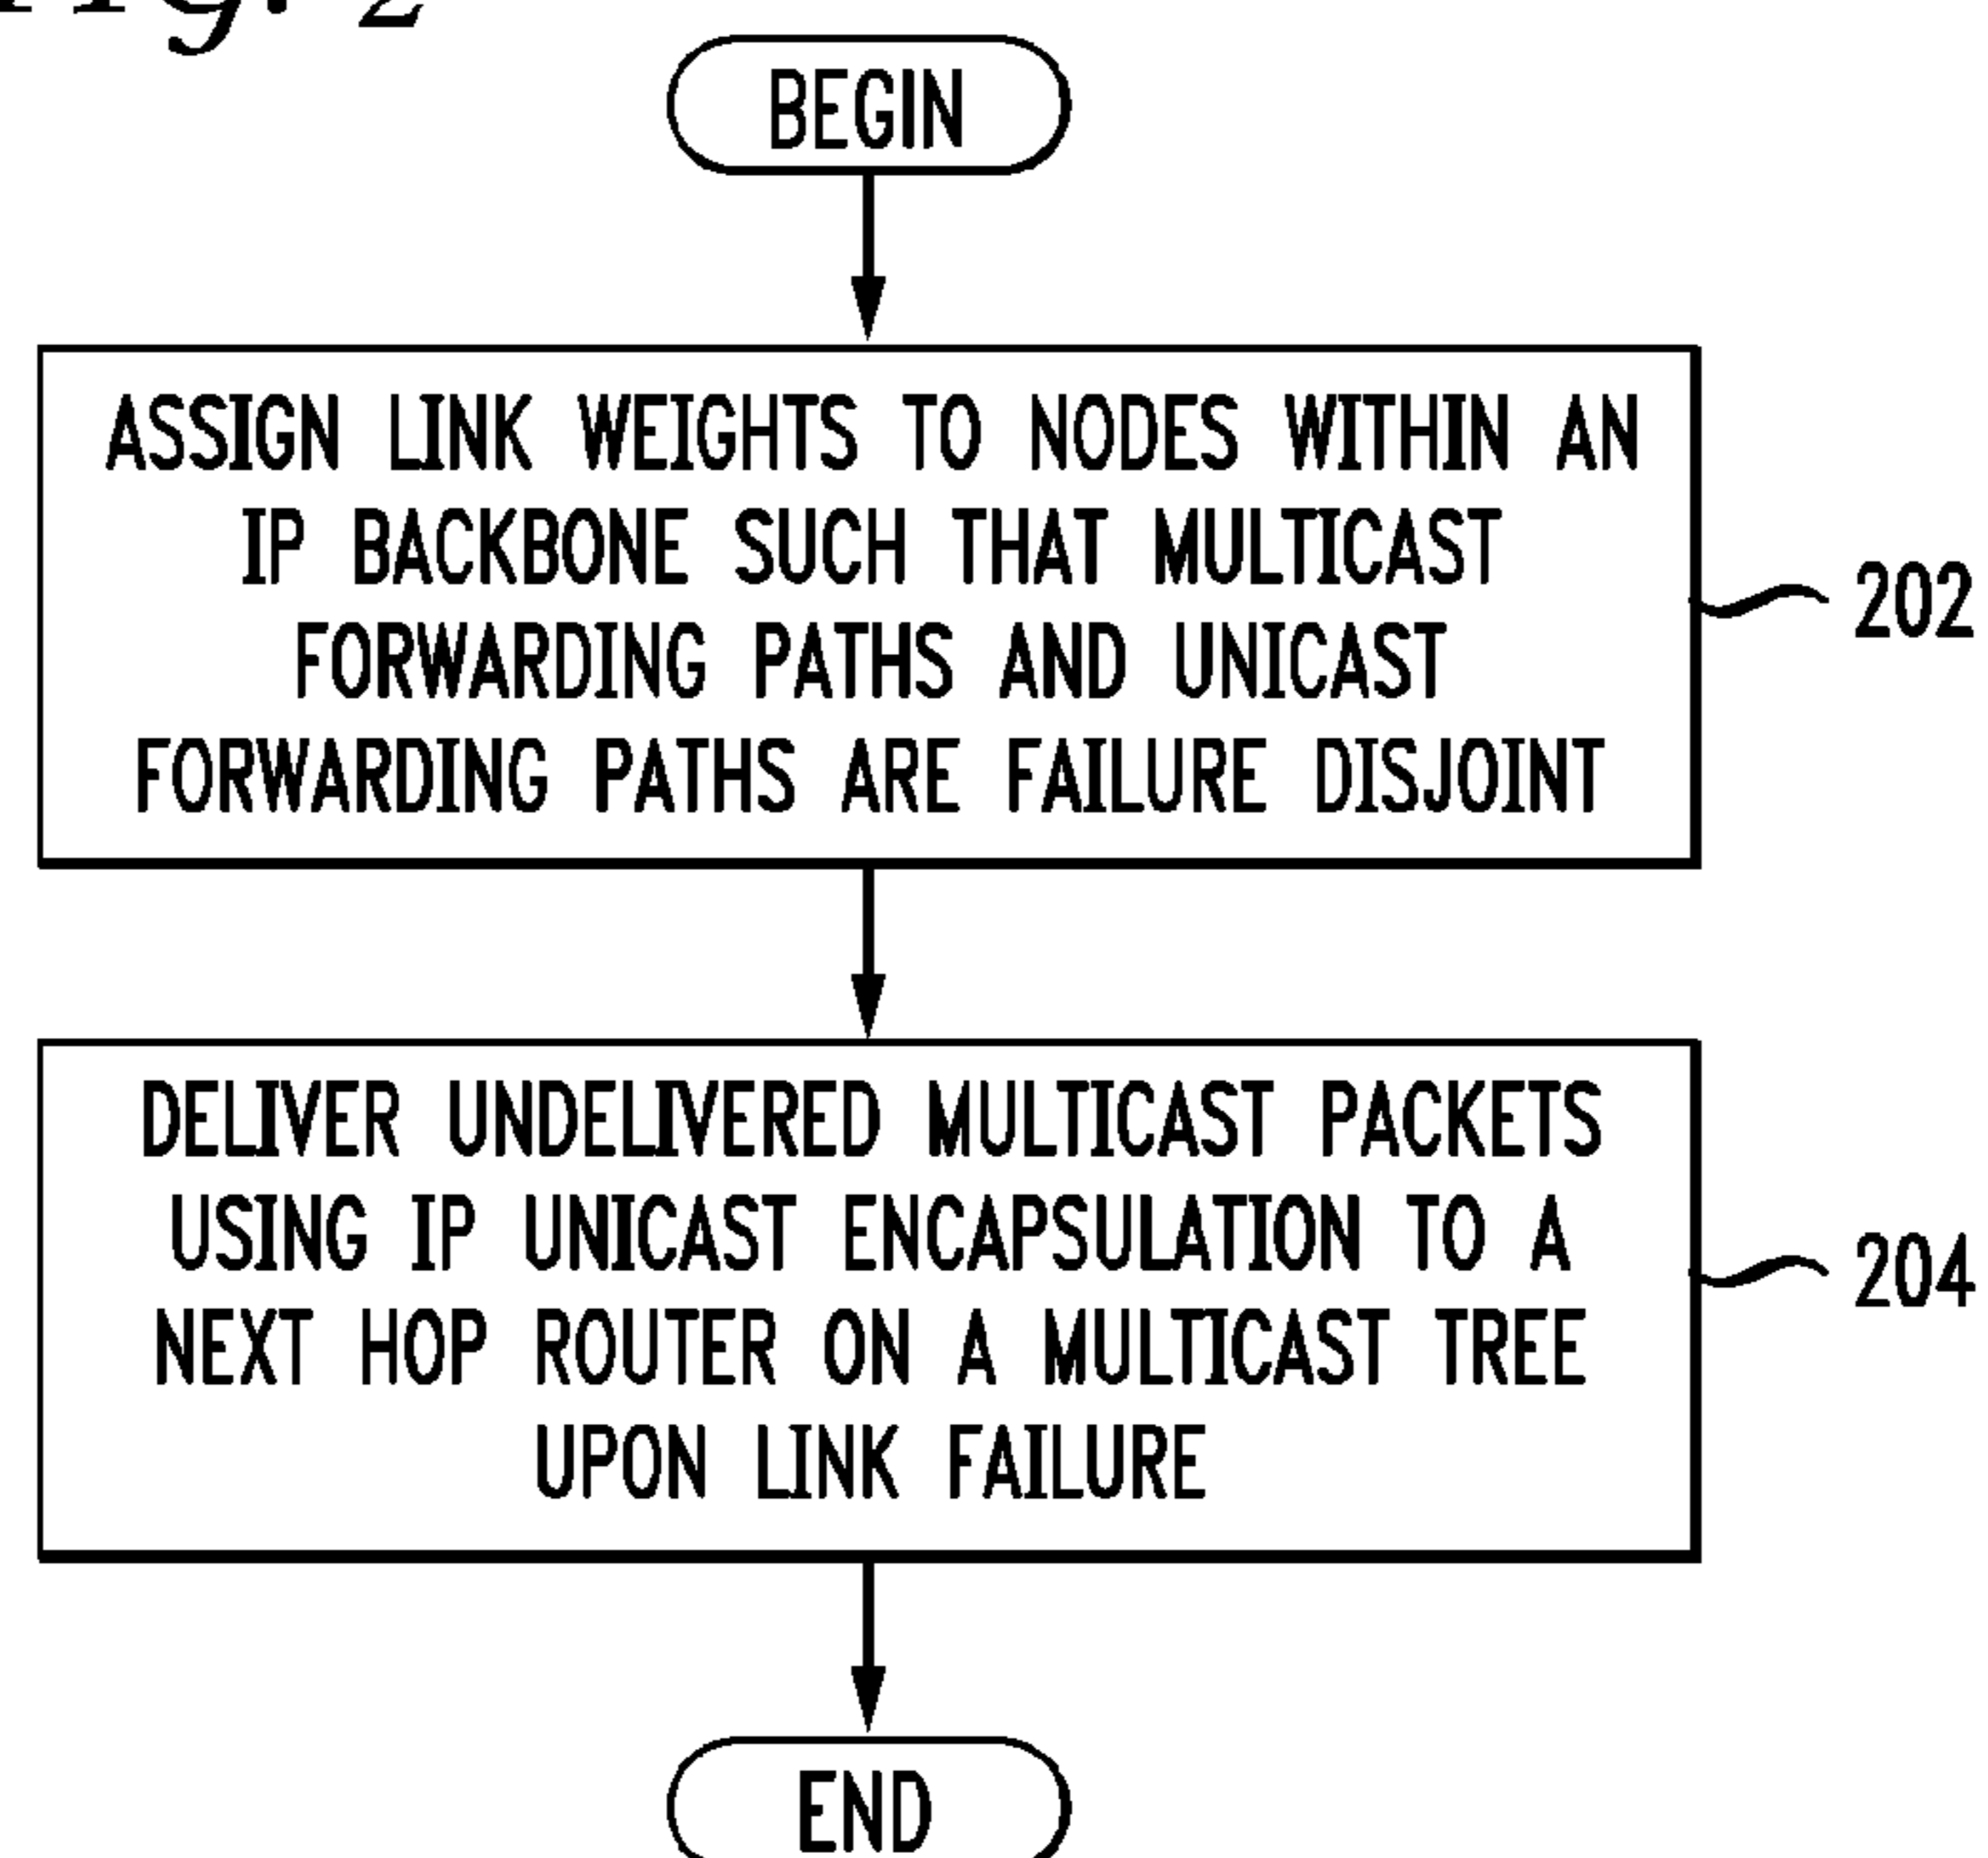 Fig. 2
BEGIN
ASSIGN LINK WEIGHTS TO NODES WITHIN AN
IP BACKBONE SUCH THAT MULTICAST
FORWARDING PATHS AND UNICAST
FORWARDING PATHS ARE FAILURE DISJOINT
202
DELIVER UNDELIVERED MULTICAST PACKETS
USING IP UNICAST ENCAPSULATION TO A
NEXT HOP ROUTER ON A MULTICAST TREE
UPON LINK FAILURE
204
END